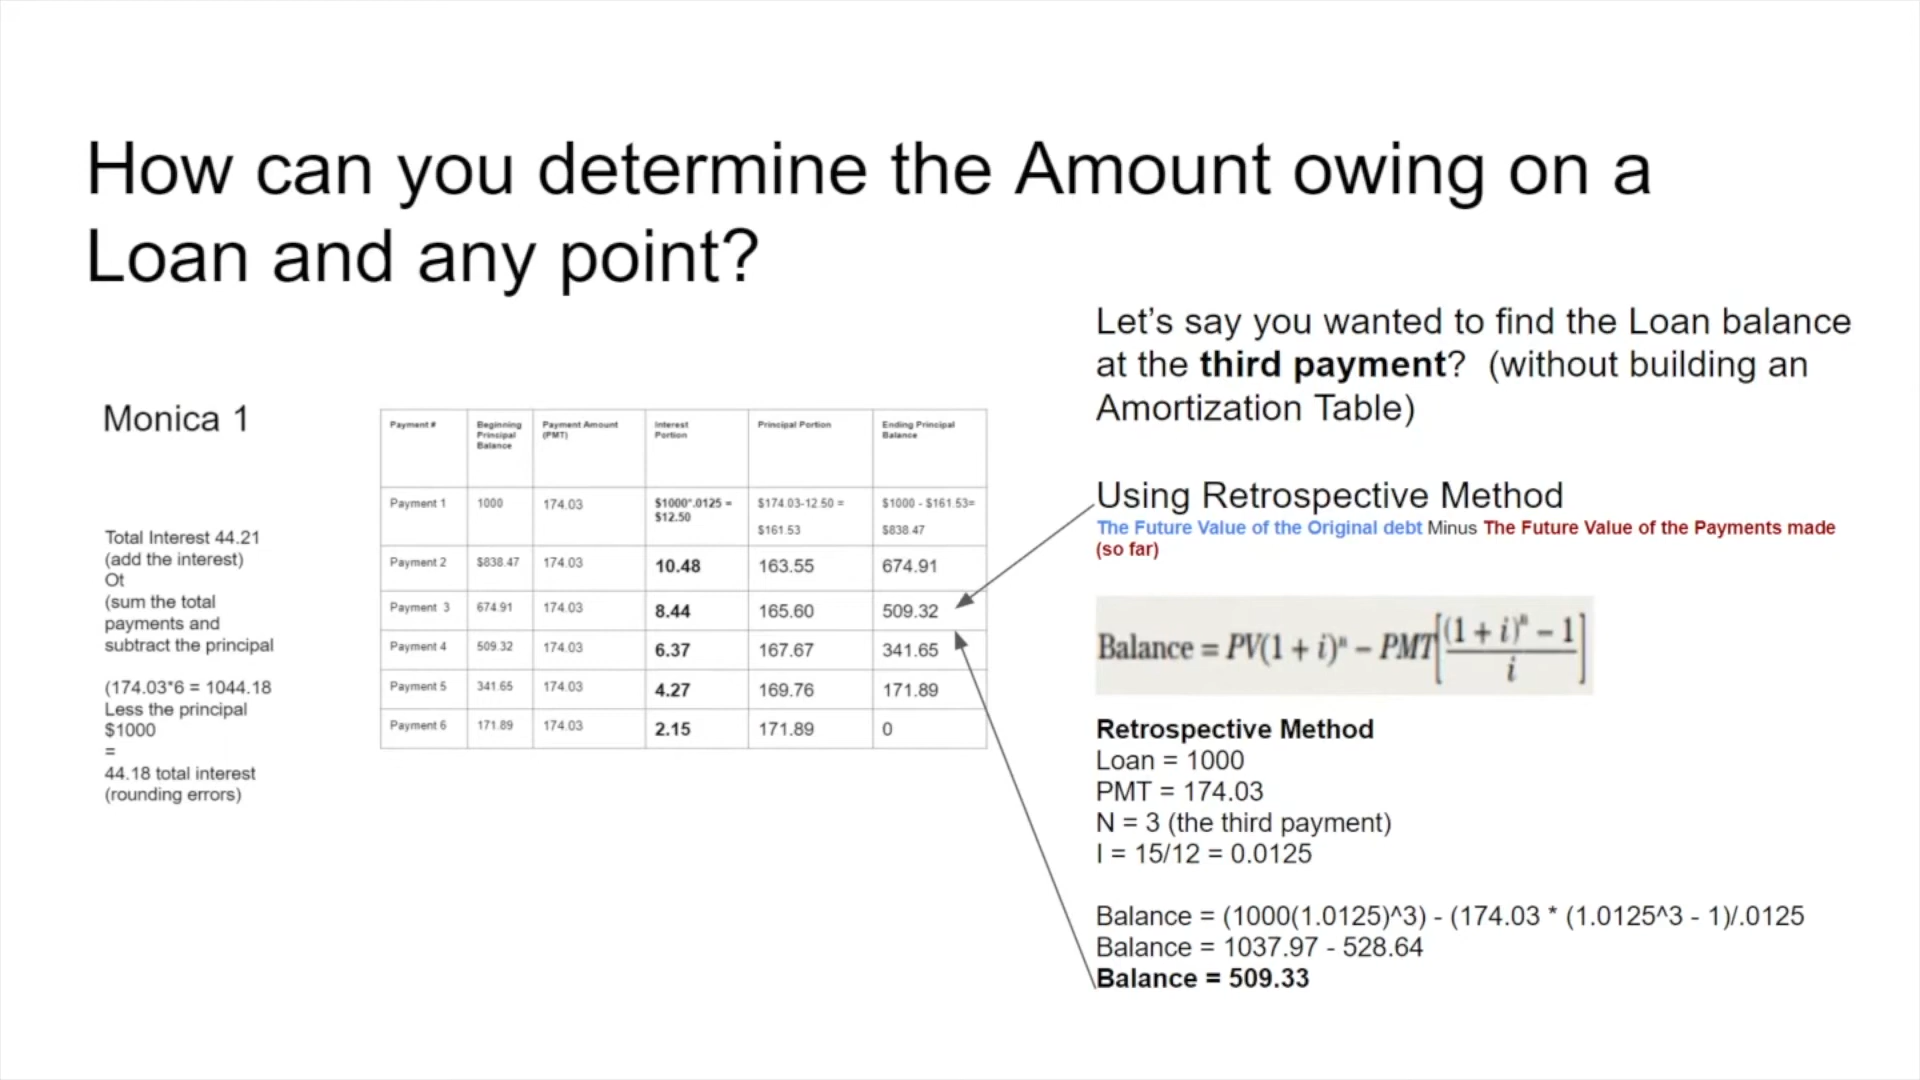 How can you determine the Amount owing on a
Loan and any point?
Monica 1
Total Interest 44.21
(add the interest)
Ot
(sum the total
payments and
subtract the principal
(174.03*6 = 1044.18
Less the principal
$1000
=
44.18 total interest
(rounding errors)
Payment # Beginning Principal Balance Payment Amount (PMT) Interest Portion Principal Portion Ending Principal Balance
Payment 1 1000 174.03 $1000*.0125 = $12.50 $174.03-12.50 = $161.53 $1000 - $161.53= $838.47
Payment 2 $838.47 174.03 10.48 163.55 674.91
Payment 3 674.91 174.03 8.44 165.60 509.32
Payment 4 509.32 174.03 6.37 167.67 341.65
Payment 5 341.65 174.03 4.27 169.76 171.89
Payment 6 171.89 174.03 2.15 171.89 0
Let's say you wanted to find the Loan balance
at the third payment? (without building an
Amortization Table)
Using Retrospective Method
The Future Value of the Original debt Minus The Future Value of the Payments made
(so far)
Balance = PV(1 + i)ⁿ − PMT[((1 + i)ⁿ − 1)/i]
Retrospective Method
Loan = 1000
PMT = 174.03
N = 3 (the third payment)
I = 15/12 = 0.0125
Balance = (1000(1.0125)^3) - (174.03 * (1.0125^3 - 1)/.0125
Balance = 1037.97 - 528.64
Balance = 509.33